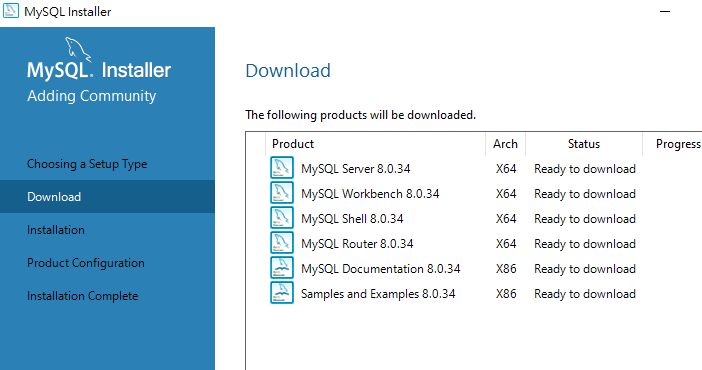 MySQL Installer
MySQL. Installer
Adding Community
Choosing a Setup Type
Download
Installation
Product Configuration
Installation Complete
Download
The following products will be downloaded.
Product Arch Status Progress
MySQL Server 8.0.34 X64 Ready to download
MySQL Workbench 8.0.34 X64 Ready to download
MySQL Shell 8.0.34 X64 Ready to download
MySQL Router 8.0.34 X64 Ready to download
MySQL Documentation 8.0.34 X86 Ready to download
Samples and Examples 8.0.34 X86 Ready to download